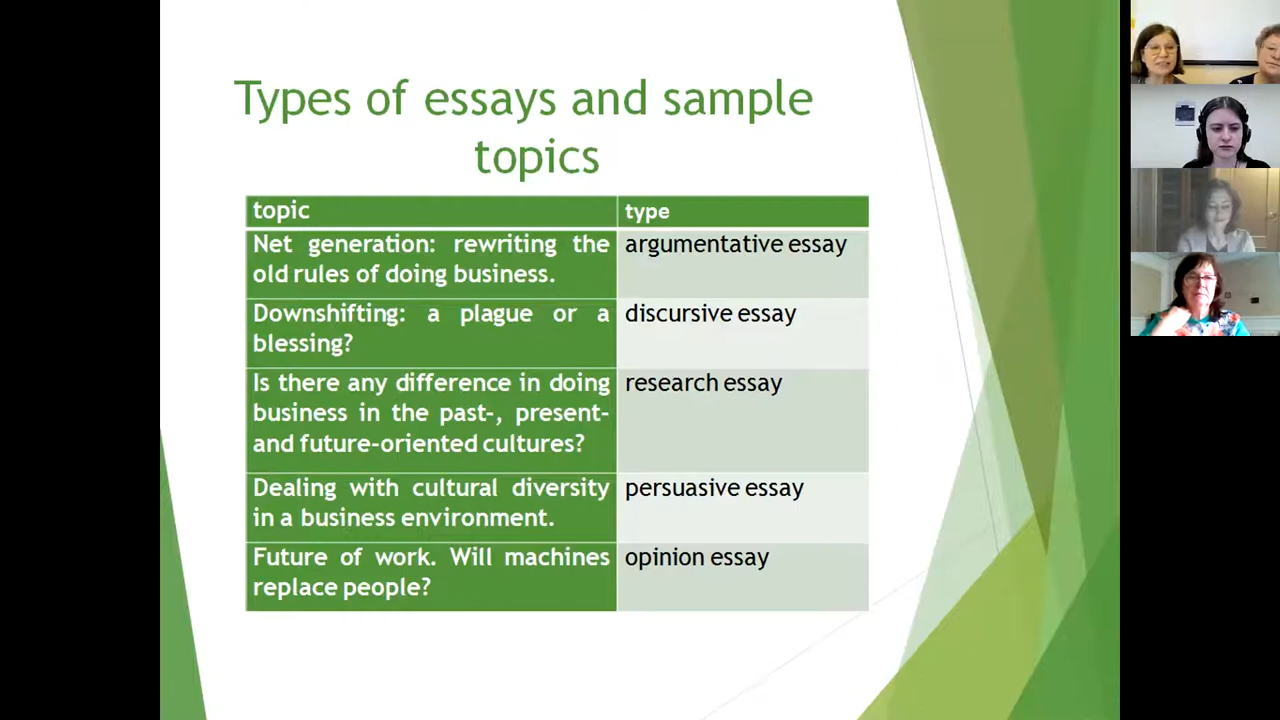 Types of essays and sample
topics
topic
type
Net generation: rewriting the
old rules of doing business.
argumentative essay
Downshifting: a plague or a
blessing?
discursive essay
Is there any difference in doing
business in the past-, present-
and future-oriented cultures?
research essay
Dealing with cultural diversity
in a business environment.
persuasive essay
Future of work. Will machines
replace people?
opinion essay